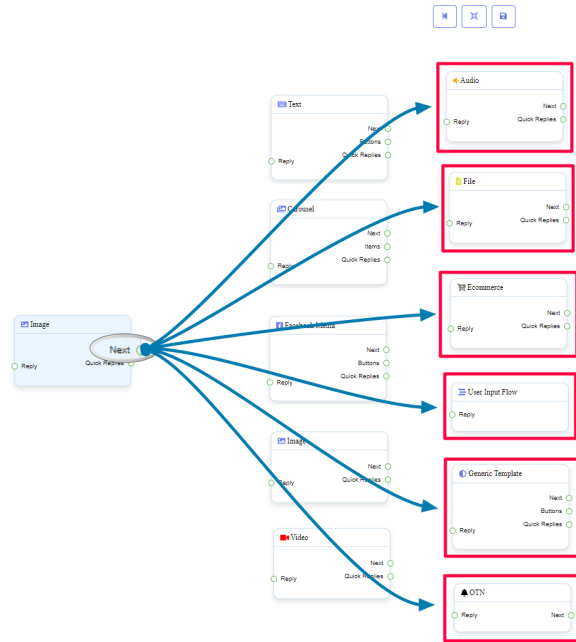 Audio
Next
Quick Replies
Reply
Text
Next
Buttons
Quick Replies
Reply
File
Next
Quick Replies
Reply
Carousel
Next
Items
Quick Replies
Reply
Ecommerce
Next
Quick Replies
Reply
Image
Next
Quick Replies
Reply
Facebook Media
Next
Buttons
Quick Replies
Reply
User Input Flow
Reply
Image
Next
Quick Replies
Reply
Generic Template
Next
Buttons
Quick Replies
Reply
Video
Next
Quick Replies
Reply
OTN
Reply
Next